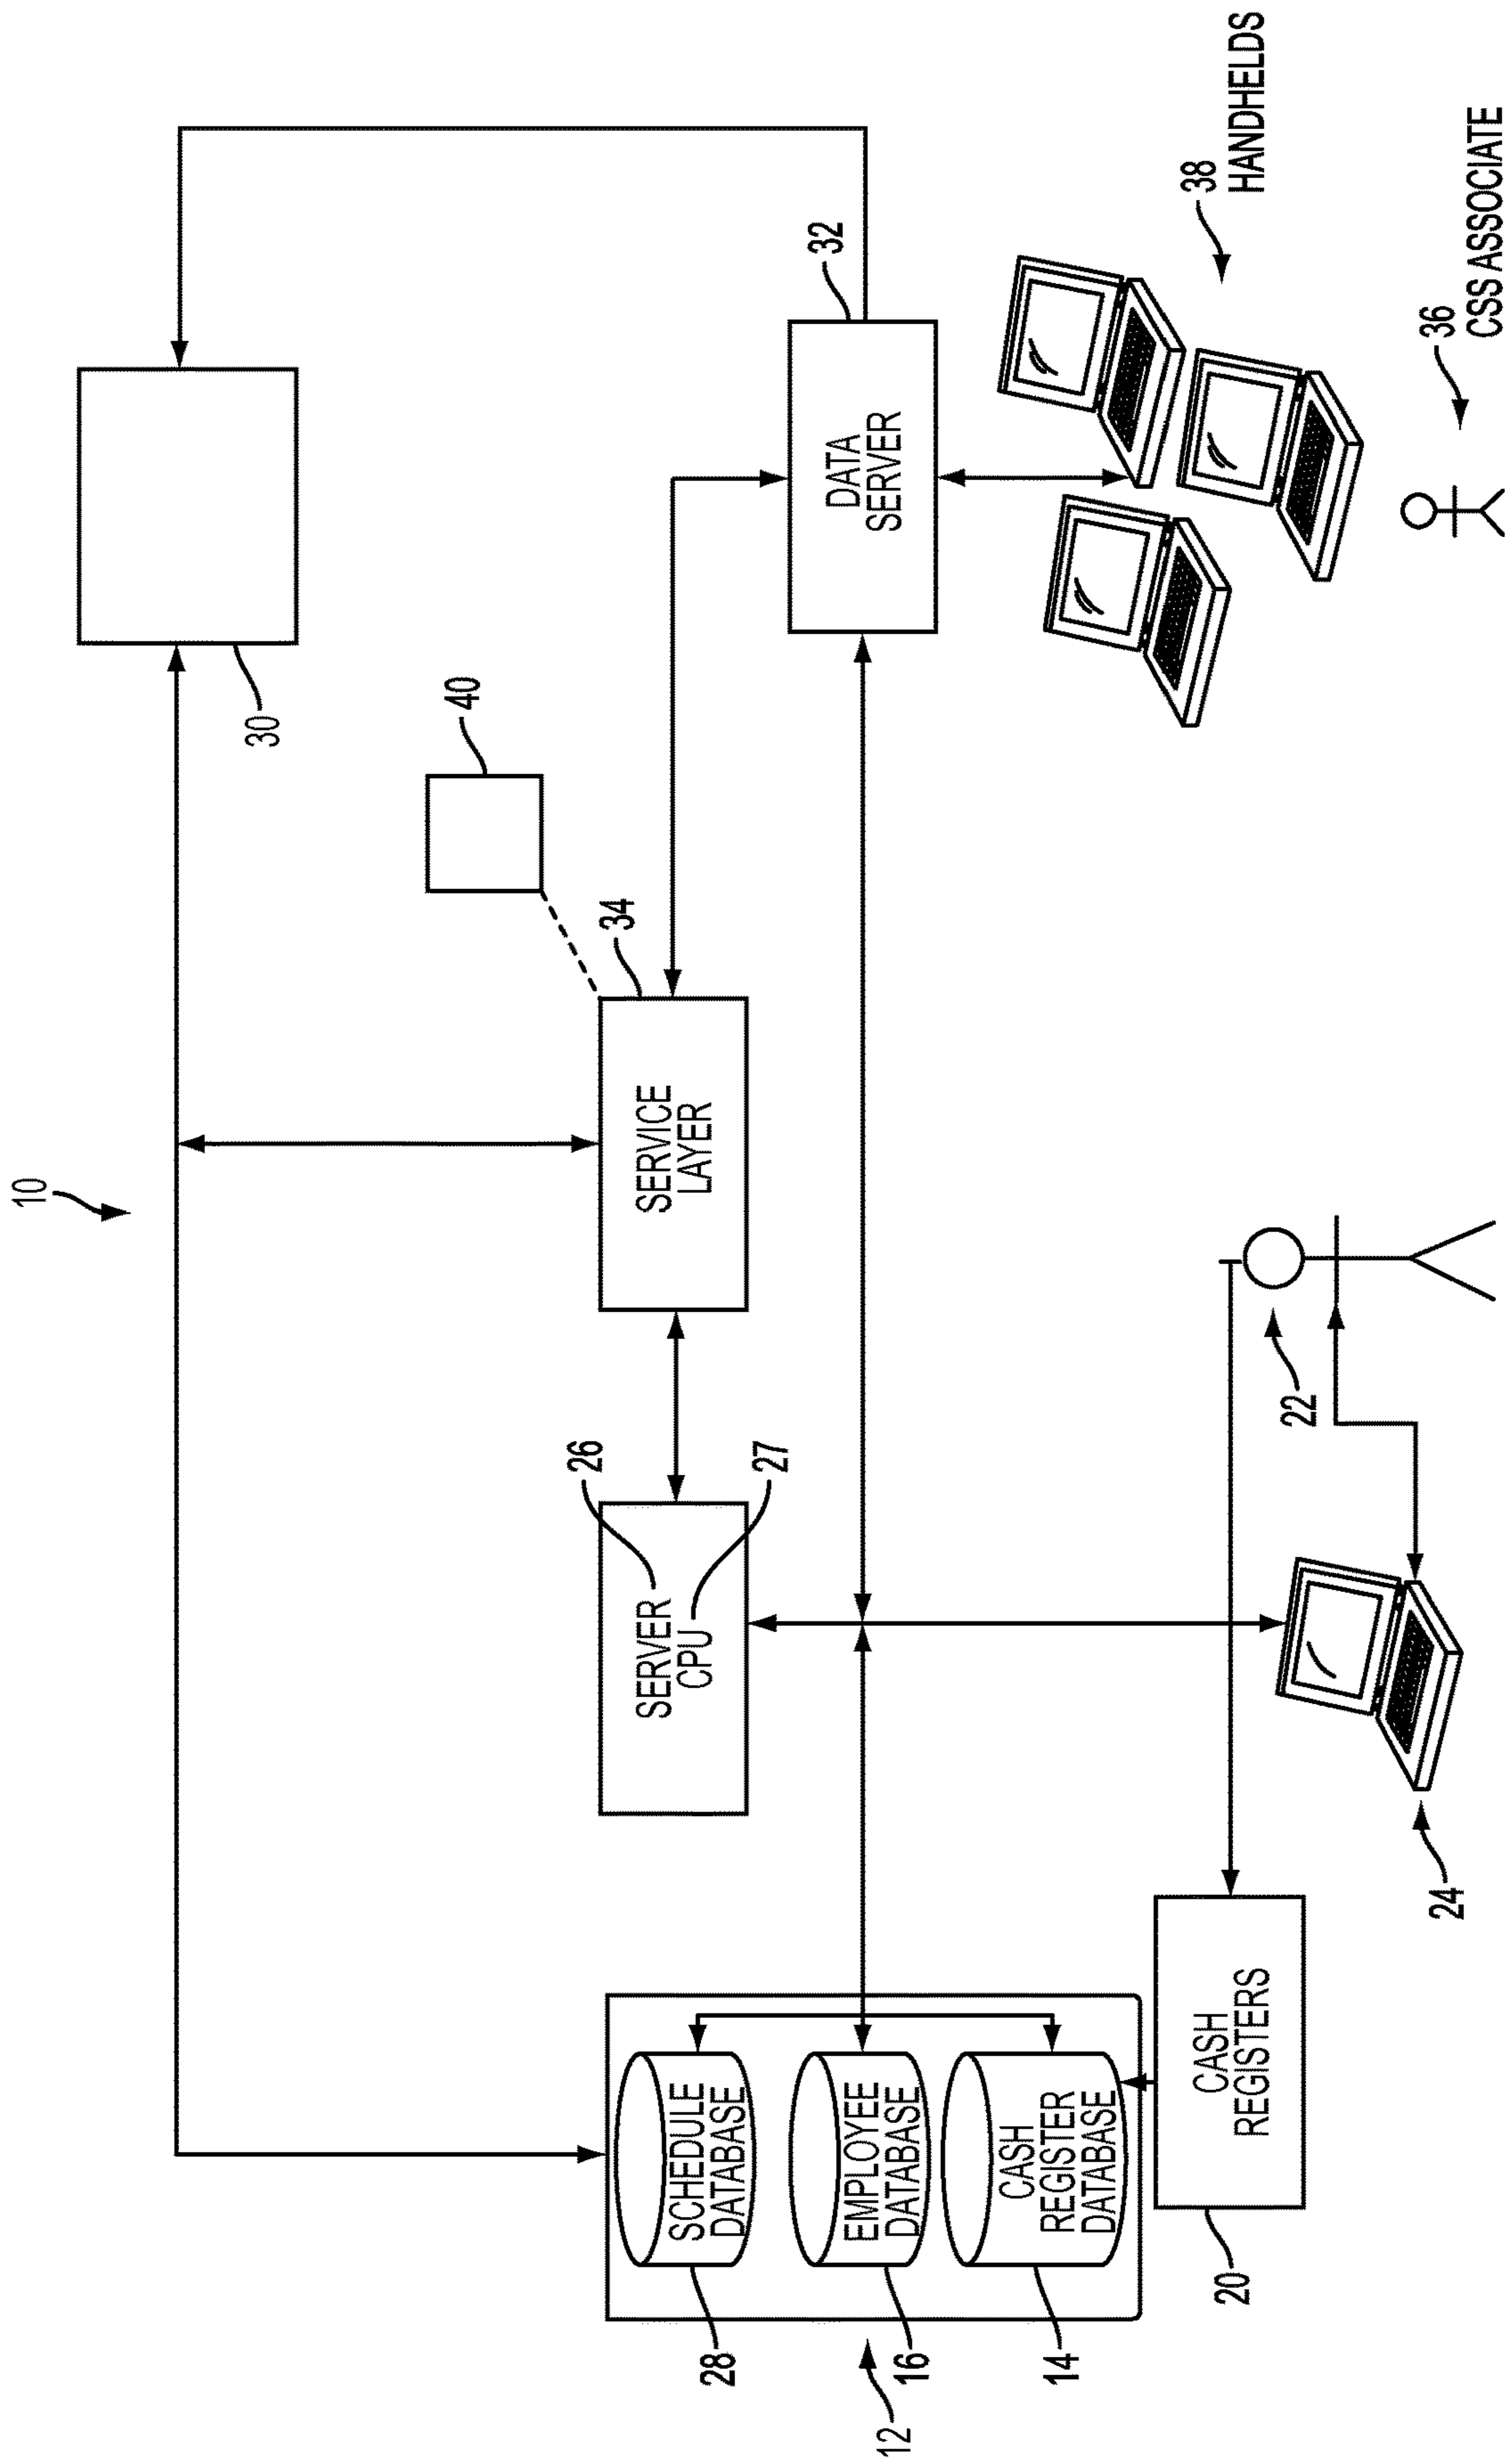 10
30
40
34
SERVICE
LAYER
26
SERVER
CPU
27
32
DATA
SERVER
38
HANDHELDS
36
CSS ASSOCIATE
28
SCHEDULE
DATABASE
16
EMPLOYEE
DATABASE
12
14
CASH
REGISTER
DATABASE
20
CASH
REGISTERS
22
24